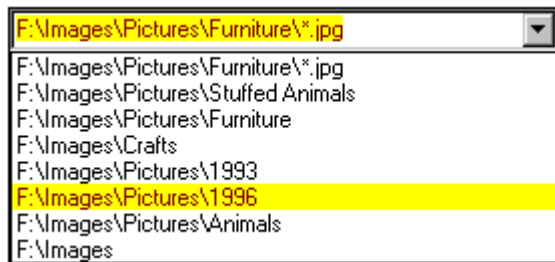 F:\Images\Pictures\Furniture\*.jpg
F:\Images\Pictures\Furniture\*.jpg
F:\Images\Pictures\Stuffed Animals
F:\Images\Pictures\Furniture
F:\Images\Crafts
F:\Images\Pictures\1993
F:\Images\Pictures\1996
F:\Images\Pictures\Animals
F:\Images